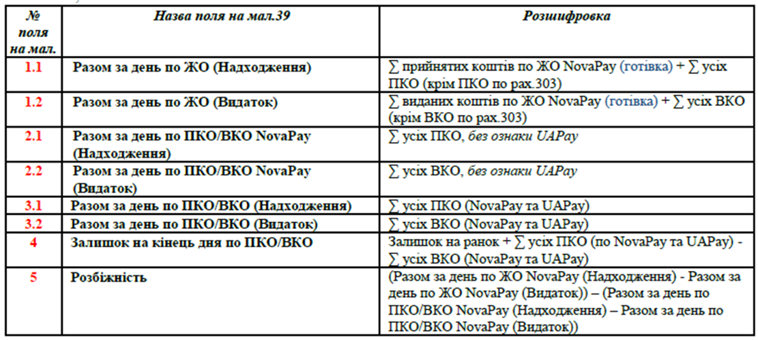 №
поля
на мал.
Назва поля на мал.39
Розшифровка
1.1
Разом за день по ЖО (Надходження)
∑ прийнятих коштів по ЖО NovaPay (готівка) + ∑ усіх
ПКО (крім ПКО по рах.303)
1.2
Разом за день по ЖО (Видаток)
∑ виданих коштів по ЖО NovaPay (готівка) + ∑ усіх ВКО
(крім ВКО по рах.303)
2.1
Разом за день по ПКО/ВКО NovaPay
(Надходження)
∑ усіх ПКО, без ознаки UAPay
2.2
Разом за день по ПКО/ВКО NovaPay
(Видаток)
∑ усіх ВКО, без ознаки UAPay
3.1
Разом за день по ПКО/ВКО (Надходження)
∑ усіх ПКО (NovaPay та UAPay)
3.2
Разом за день по ПКО/ВКО (Видаток)
∑ усіх ВКО (NovaPay та UAPay)
4
Залишок на кінець дня по ПКО/ВКО
Залишок на ранок + ∑ усіх ПКО (по NovaPay та UAPay) -
∑ усіх ВКО (NovaPay та UAPay)
5
Розбіжність
(Разом за день по ЖО NovaPay (Надходження) - Разом за
день по ЖО NovaPay (Видаток)) – (Разом за день по
ПКО/ВКО NovaPay (Надходження) – Разом за день по
ПКО/ВКО NovaPay (Видаток))